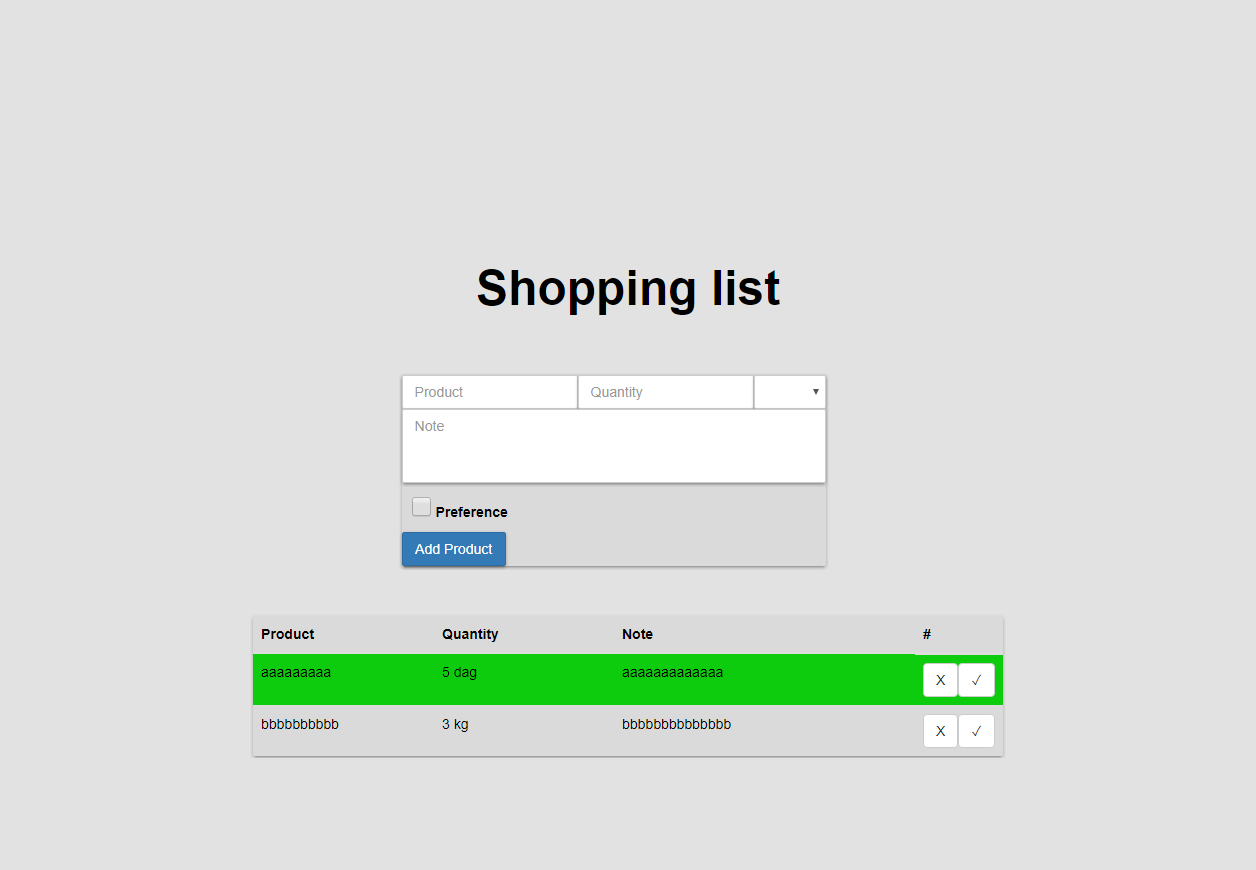 Shopping list
Product Quantity
Note
Preference
Add Product
Product Quantity Note #
aaaaaaaaa 5 dag aaaaaaaaaaaaa X ✓
bbbbbbbbbb 3 kg bbbbbbbbbbbbbb X ✓